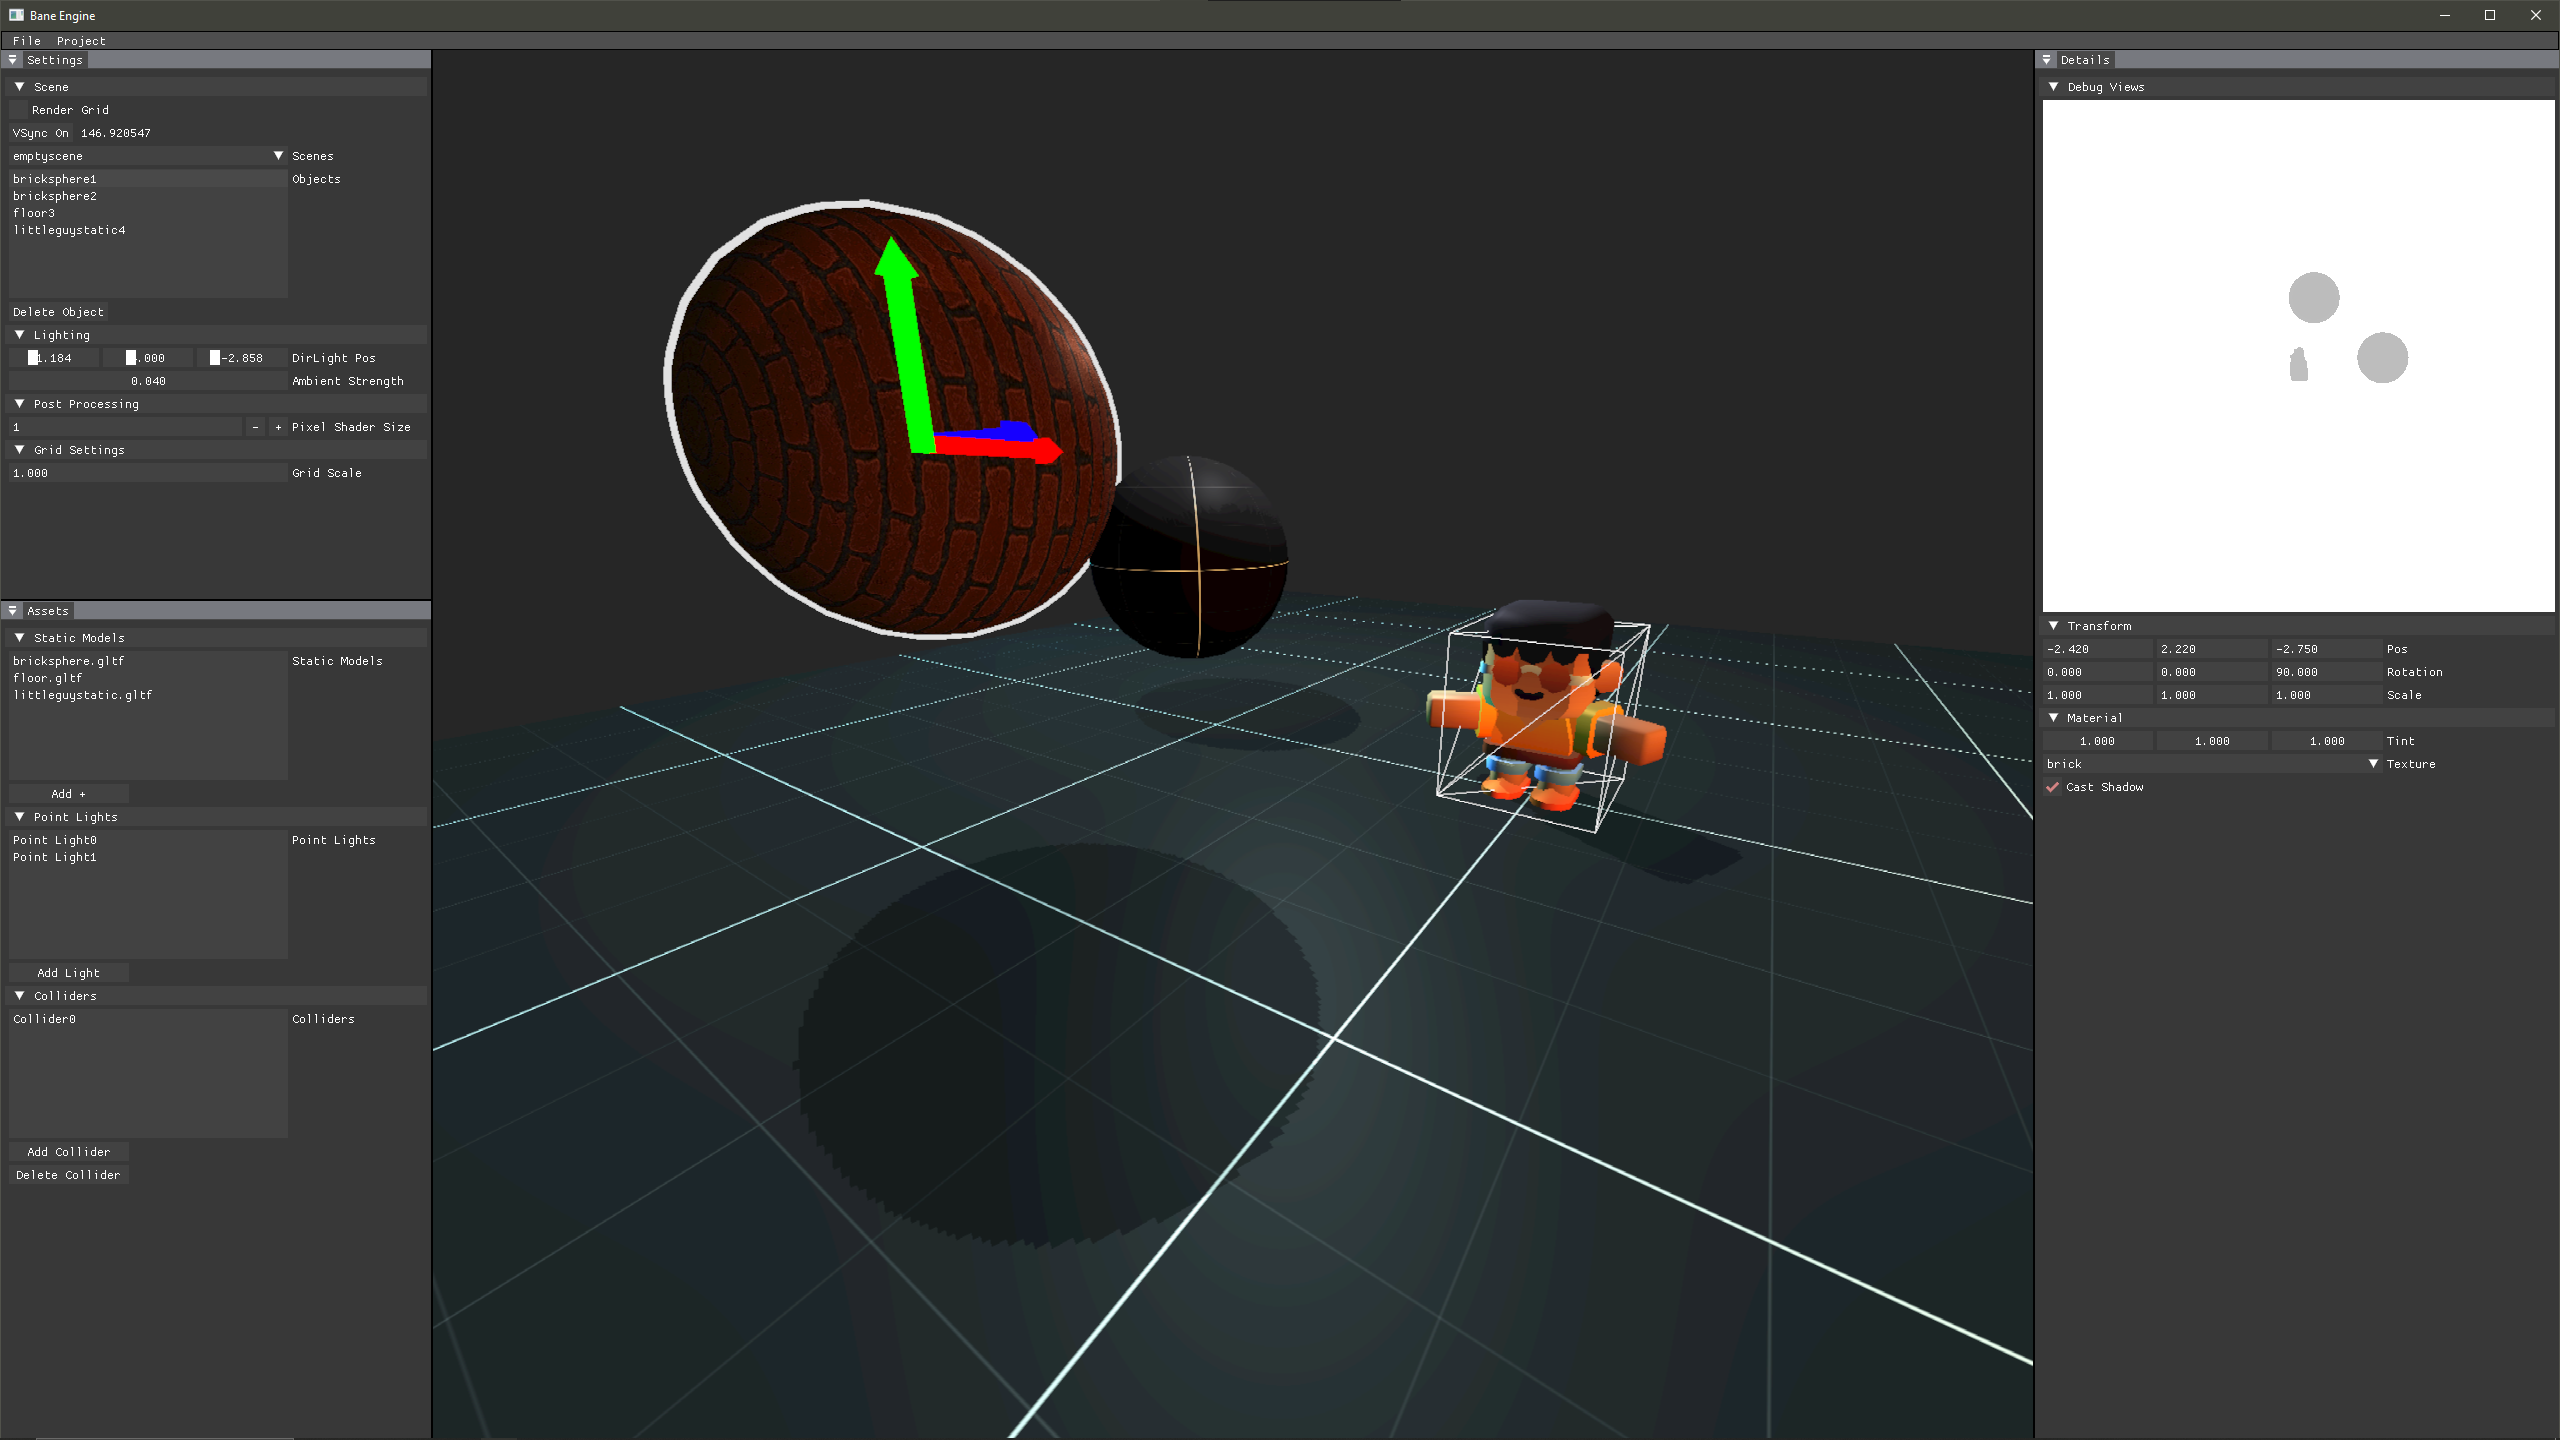 Bane Engine
File Project
Settings
Scene
Render Grid
VSync On 146.920547
emptyscene Scenes
bricksphere1 Objects
bricksphere2
floor3
littleguystatic4
Delete Object
Lighting
1.184 .000 -2.858 DirLight Pos
0.040 Ambient Strength
Post Processing
1 - + Pixel Shader Size
Grid Settings
1.000 Grid Scale
Assets
Static Models
bricksphere.gltf Static Models
floor.gltf
littleguystatic.gltf
Add +
Point Lights
Point Light0 Point Lights
Point Light1
Add Light
Colliders
Collider0 Colliders
Add Collider
Delete Collider
Details
Debug Views
Transform
-2.420 2.220 -2.750 Pos
0.000 0.000 90.000 Rotation
1.000 1.000 1.000 Scale
Material
1.000 1.000 1.000 Tint
brick Texture
Cast Shadow